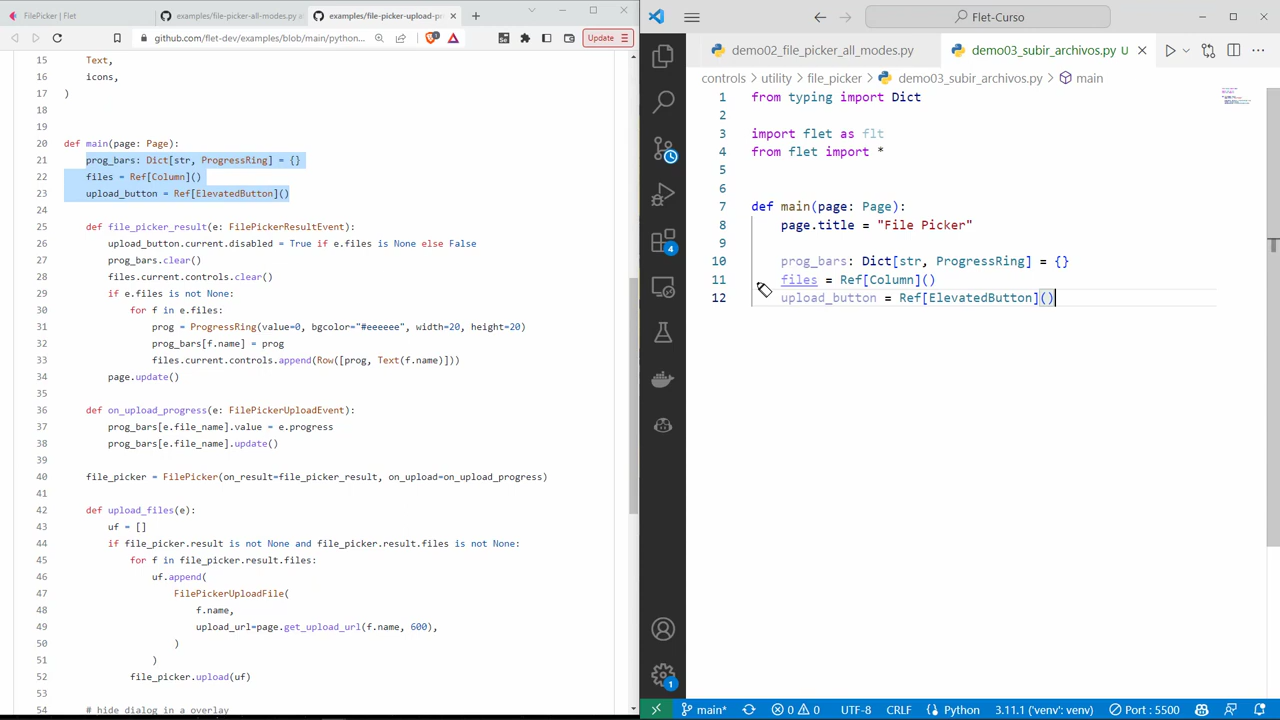 FilePicker | Flet
examples/file-picker-all-modes.py a
examples/file-picker-upload-pr
github.com/flet-dev/examples/blob/main/python...
Update
15 Text,
16 icons,
17 )
18
19
20 def main(page: Page):
21 prog_bars: Dict[str, ProgressRing] = {}
22 files = Ref[Column]()
23 upload_button = Ref[ElevatedButton]()
24
25 def file_picker_result(e: FilePickerResultEvent):
26 upload_button.current.disabled = True if e.files is None else False
27 prog_bars.clear()
28 files.current.controls.clear()
29 if e.files is not None:
30 for f in e.files:
31 prog = ProgressRing(value=0, bgcolor="#eeeeee", width=20, height=20)
32 prog_bars[f.name] = prog
33 files.current.controls.append(Row([prog, Text(f.name)]))
34 page.update()
35
36 def on_upload_progress(e: FilePickerUploadEvent):
37 prog_bars[e.file_name].value = e.progress
38 prog_bars[e.file_name].update()
39
40 file_picker = FilePicker(on_result=file_picker_result, on_upload=on_upload_progress)
41
42 def upload_files(e):
43 uf = []
44 if file_picker.result is not None and file_picker.result.files is not None:
45 for f in file_picker.result.files:
46 uf.append(
47 FilePickerUploadFile(
48 f.name,
49 upload_url=page.get_upload_url(f.name, 600),
50 )
51 )
52 file_picker.upload(uf)
53
54 # hide dialog in a overlay
Flet-Curso
demo02_file_picker_all_modes.py
demo03_subir_archivos.py U
controls > utility > file_picker > demo03_subir_archivos.py > main
1 from typing import Dict
2
3 import flet as flt
4 from flet import *
5
6
7 def main(page: Page):
8 page.title = "File Picker"
9
10 prog_bars: Dict[str, ProgressRing] = {}
11 files = Ref[Column]()
12 upload_button = Ref[ElevatedButton]()
4
1
main*
0 0
UTF-8
CRLF
Python
3.11.1 ('venv': venv)
Port : 5500